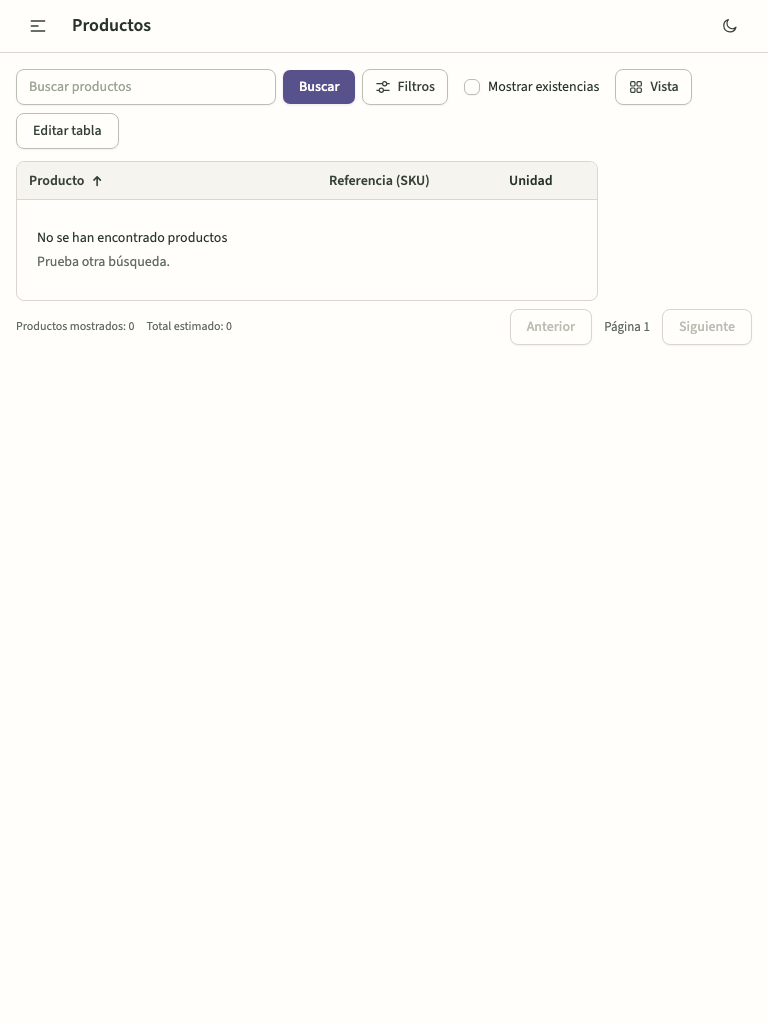 Productos
Buscar productos
Buscar
Filtros
Mostrar existencias
Vista
Editar tabla
Producto
Referencia (SKU)
Unidad
No se han encontrado productos
Prueba otra búsqueda.
Productos mostrados: 0
Total estimado: 0
Anterior
Página 1
Siguiente